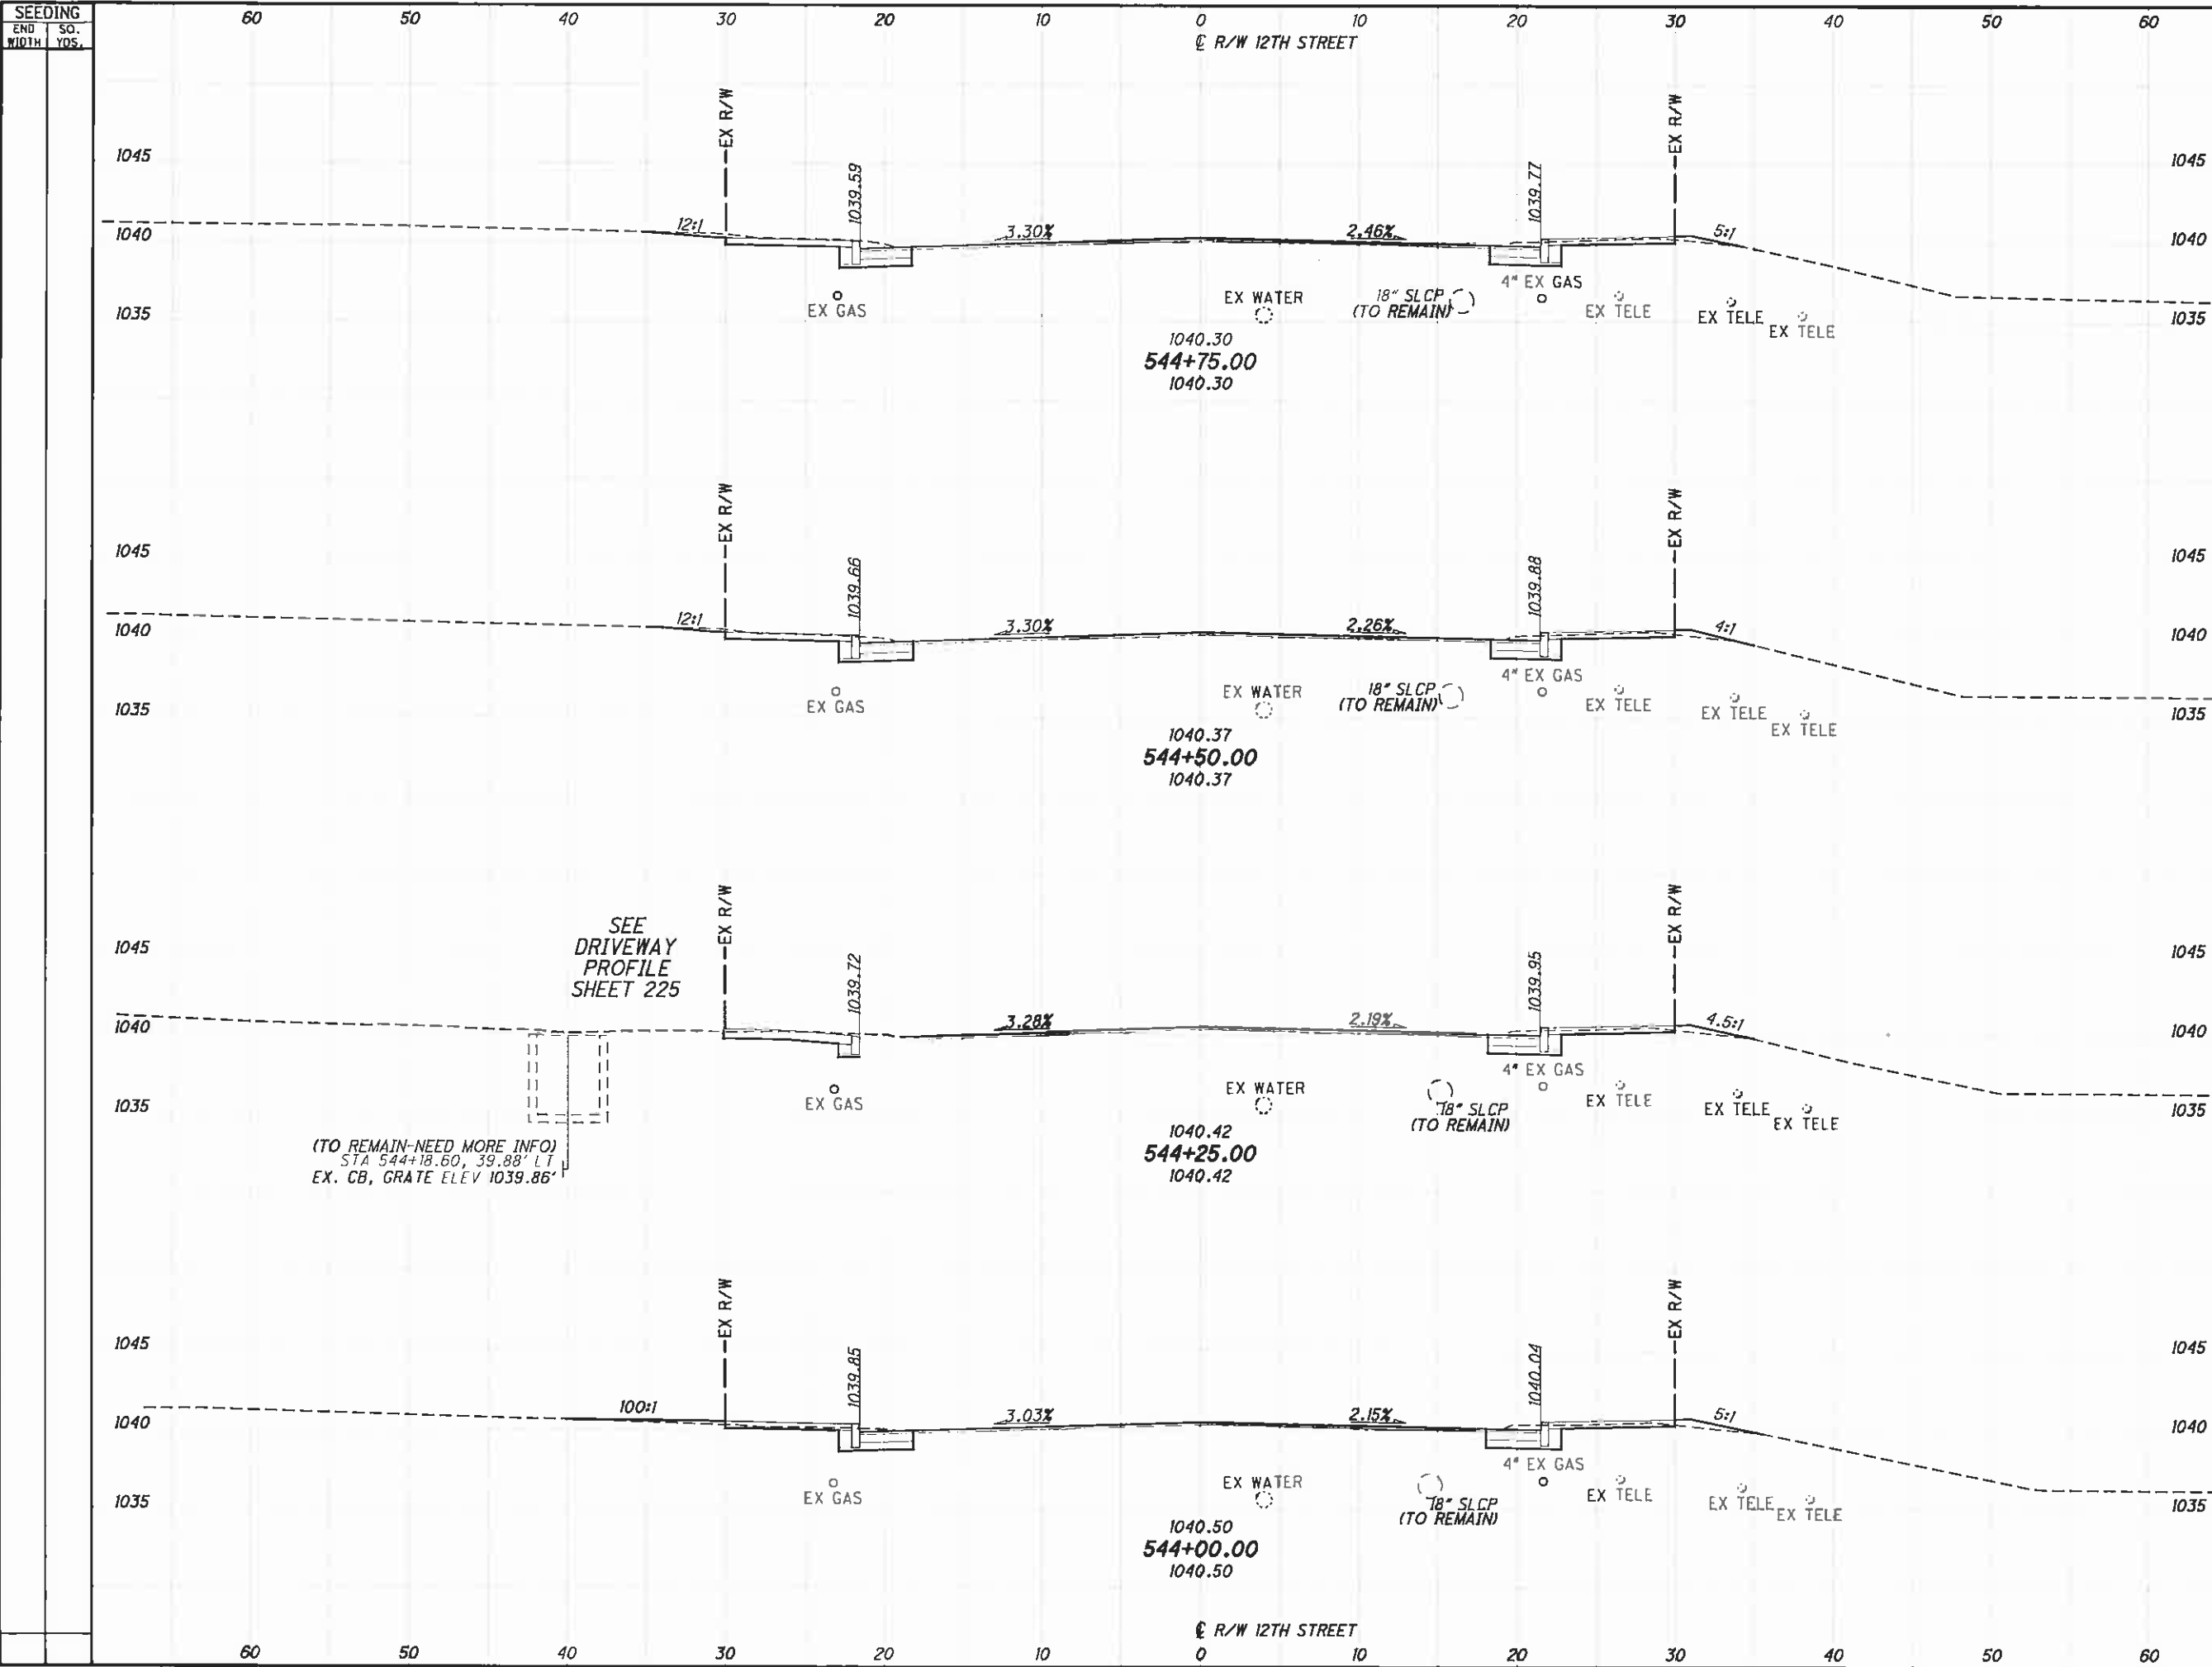 SEEDING
END WIDTH
SQ. YDS.
60 50 40 30 20 10 0 10 20 30 40 50 60
℄ R/W 12TH STREET
EX R/W
EX R/W
1045
1045
1039.59
1039.77
1040
12:1
3.30%
2.46%
5:1
1040
1035
EX GAS
EX WATER
18" SLCP
(TO REMAIN)
4" EX GAS
EX TELE
EX TELE
EX TELE
1035
1040.30
544+75.00
1040.30
EX R/W
EX R/W
1045
1045
1039.66
1039.88
1040
12:1
3.30%
2.26%
4:1
1040
1035
EX GAS
EX WATER
18" SLCP
(TO REMAIN)
4" EX GAS
EX TELE
EX TELE
EX TELE
1035
1040.37
544+50.00
1040.37
SEE
DRIVEWAY
PROFILE
SHEET 225
EX R/W
EX R/W
1045
1045
1039.72
1039.95
1040
3.28%
2.19%
4.5:1
1040
1035
EX GAS
EX WATER
18" SLCP
(TO REMAIN)
4" EX GAS
EX TELE
EX TELE
EX TELE
1035
(TO REMAIN-NEED MORE INFO)
STA 544+18.60, 39.88' LT
EX. CB, GRATE ELEV 1039.86'
1040.42
544+25.00
1040.42
EX R/W
EX R/W
1045
1045
1039.85
1040.04
1040
100:1
3.03%
2.15%
5:1
1040
1035
EX GAS
EX WATER
18" SLCP
(TO REMAIN)
4" EX GAS
EX TELE
EX TELE
EX TELE
1035
1040.50
544+00.00
1040.50
℄ R/W 12TH STREET
60 50 40 30 20 10 0 10 20 30 40 50 60